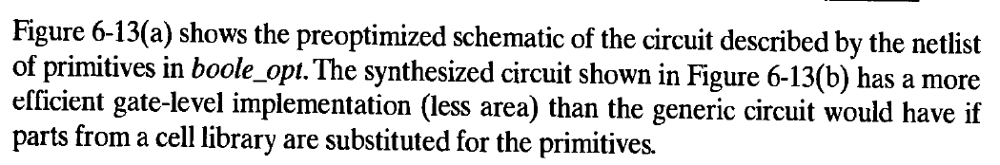 Figure 6-13(a) shows the preoptimized schematic of the circuit described by the netlist
of primitives in boole_opt. The synthesized circuit shown in Figure 6-13(b) has a more
efficient gate-level implementation (less area) than the generic circuit would have if
parts from a cell library are substituted for the primitives.